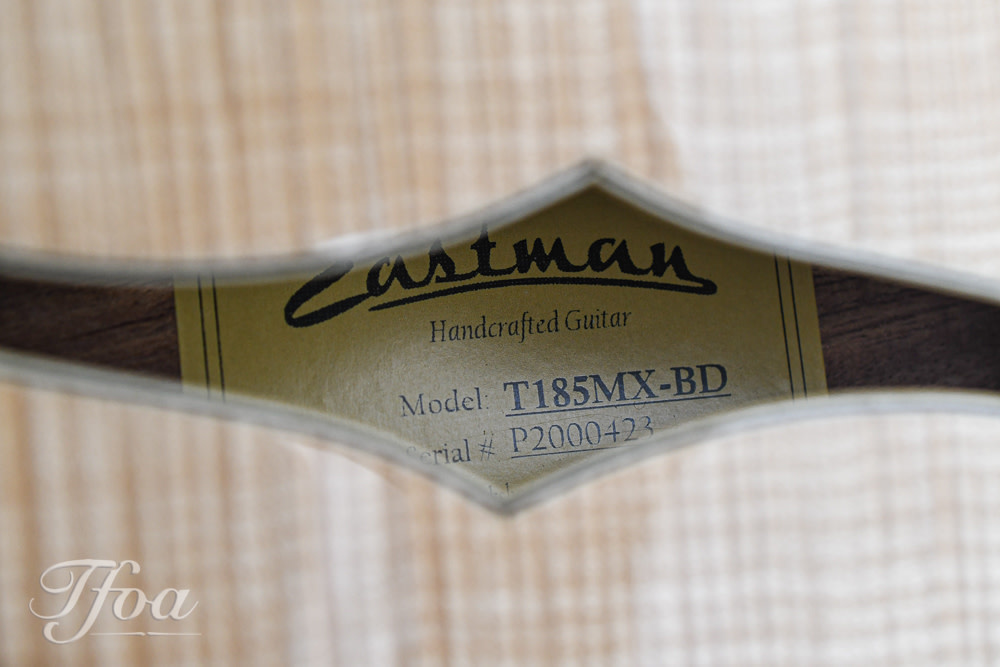 Eastman
Handcrafted Guitar
Model: T185MX-BD
Serial # P2000423
Tfoa